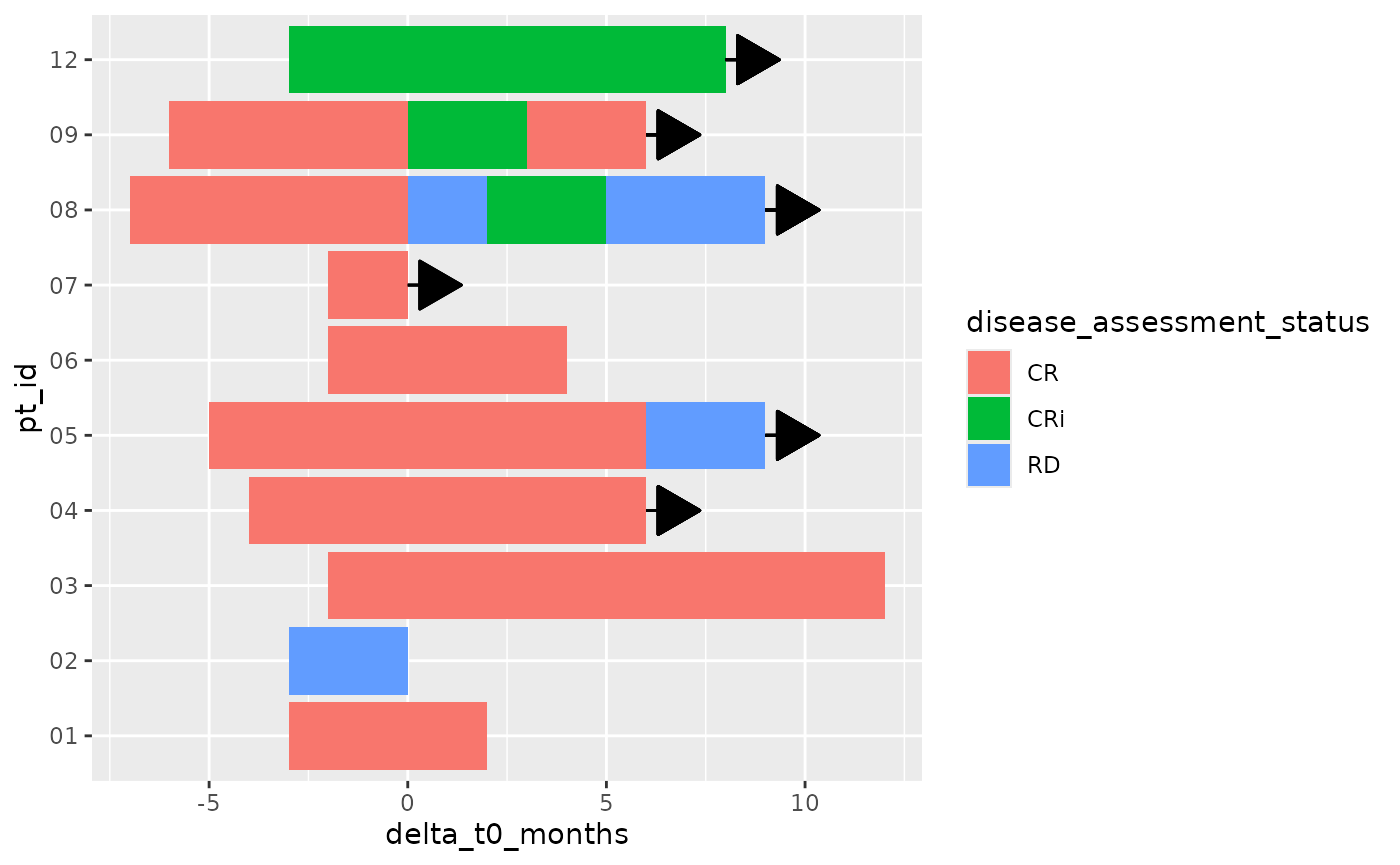 12
09
08
07
06
05
04
03
02
01
pt_id
-5 0 5 10
delta_t0_months
disease_assessment_status
CR
CRi
RD